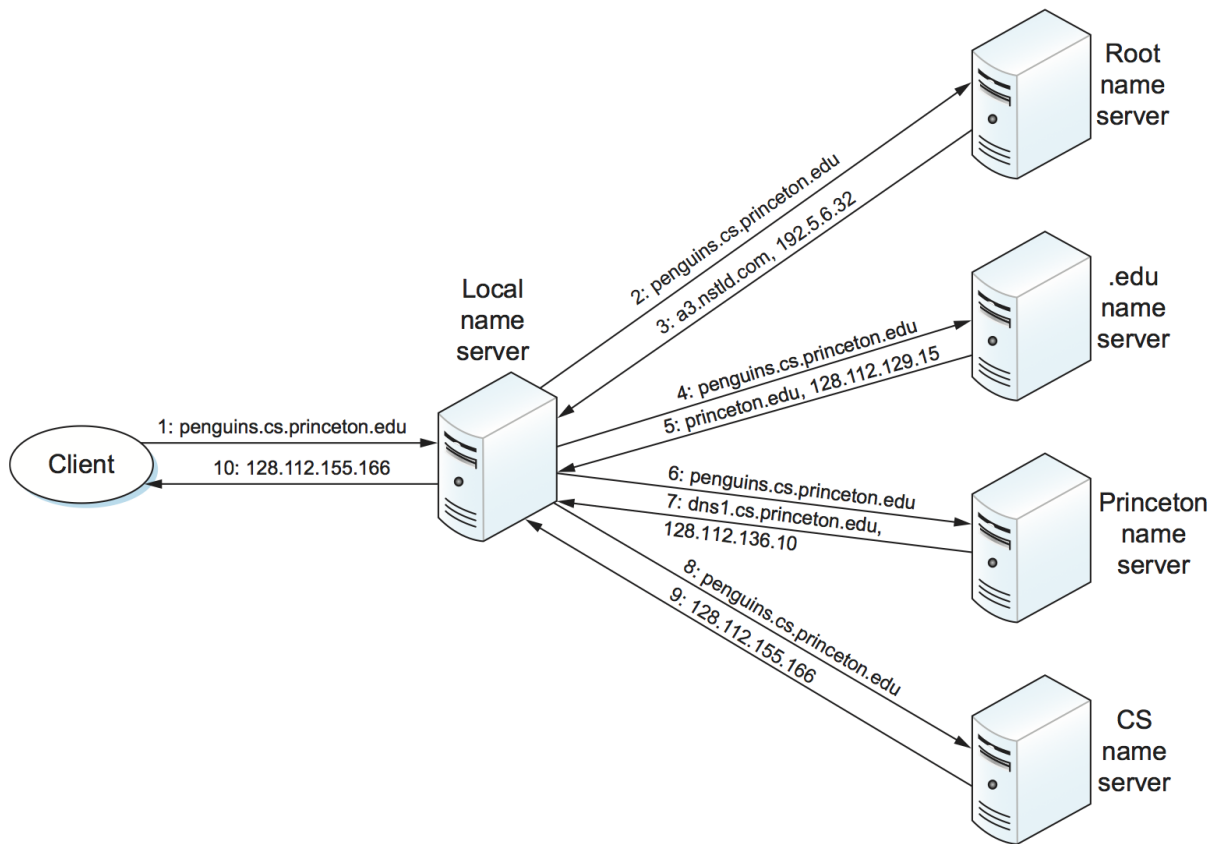 Root
name
server
2: penguins.cs.princeton.edu
3: a3.nstld.com, 192.5.6.32
Local
name
server
.edu
name
server
4: penguins.cs.princeton.edu
5: princeton.edu, 128.112.129.15
1: penguins.cs.princeton.edu
Client
10: 128.112.155.166
6: penguins.cs.princeton.edu
7: dns1.cs.princeton.edu,
128.112.136.10
Princeton
name
server
8: penguins.cs.princeton.edu
9: 128.112.155.166
CS
name
server